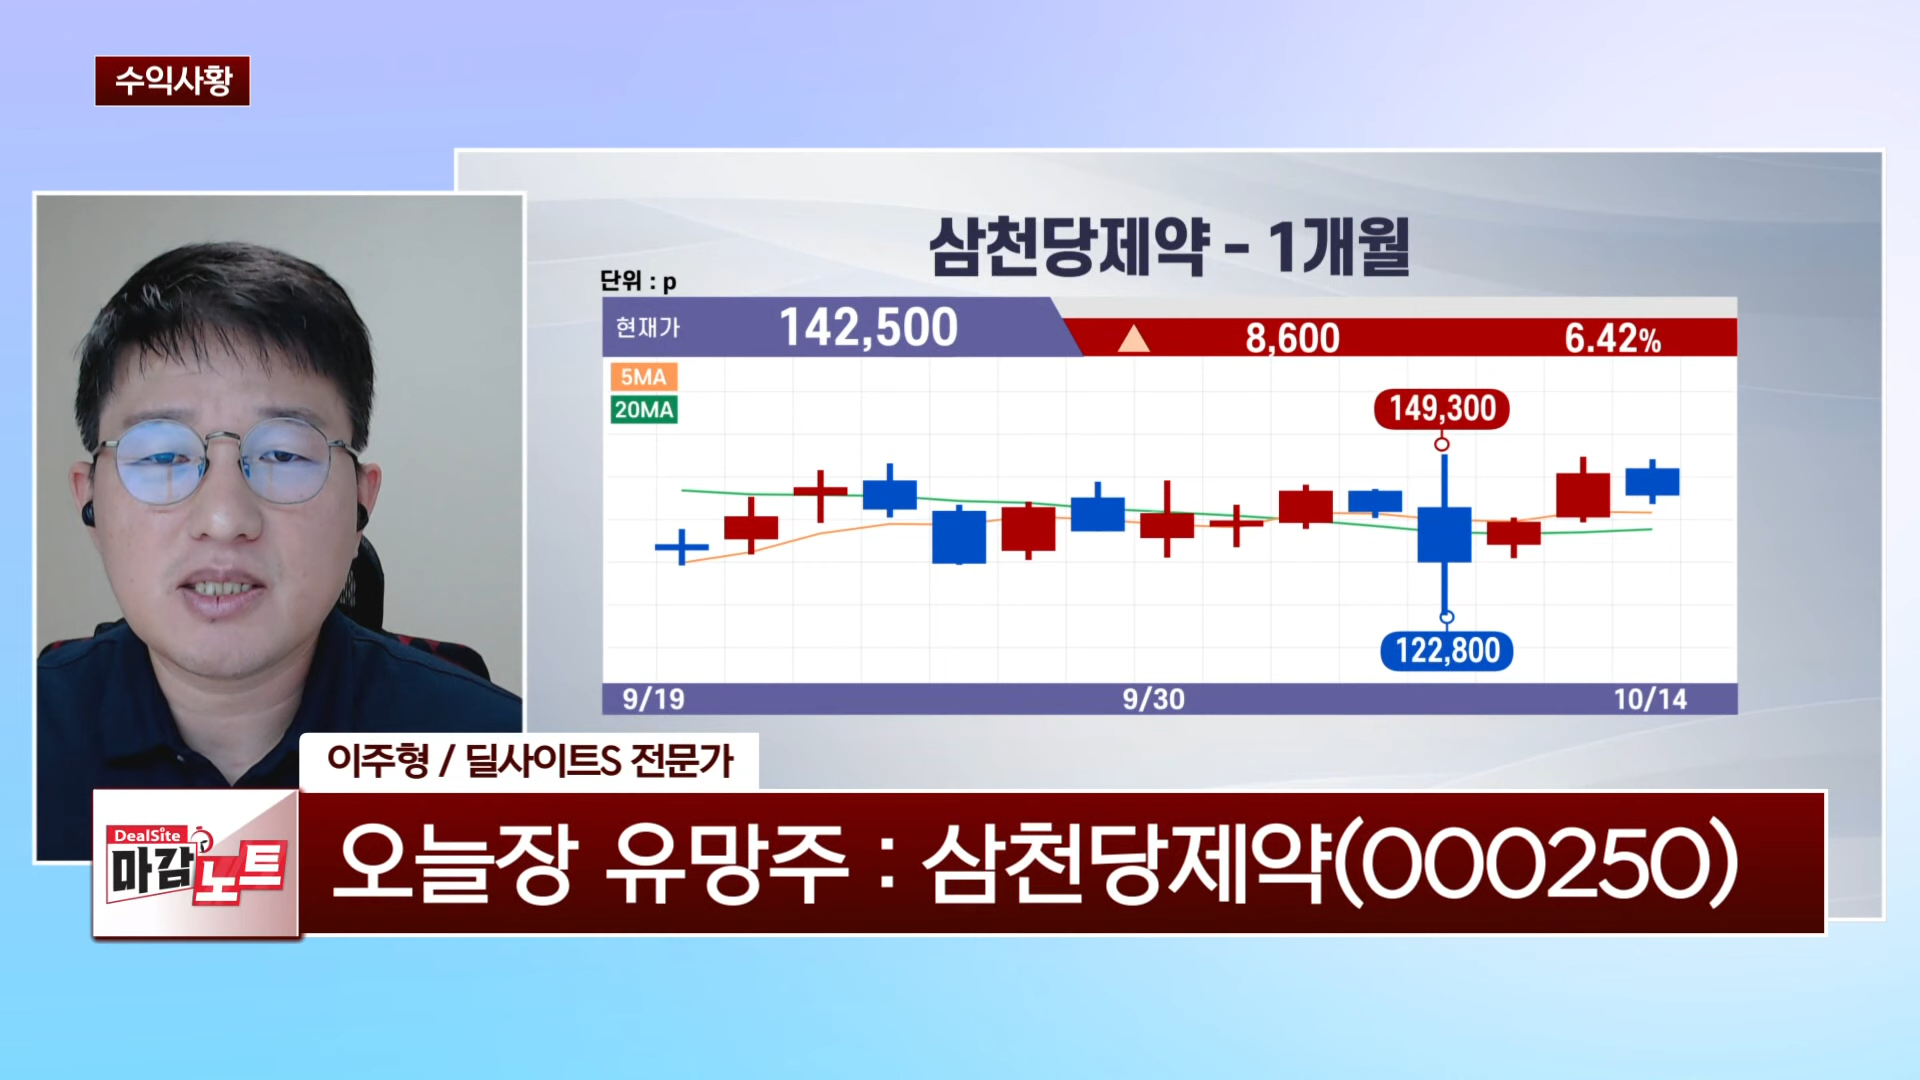 수익사황
삼천당제약 - 1개월
단위 : p
현재가 142,500 8,600 6.42%
5MA
20MA
149,300
122,800
9/19 9/30 10/14
이주형 / 딜사이트S 전문가
DealSite
마감노트
오늘장 유망주 : 삼천당제약(000250)